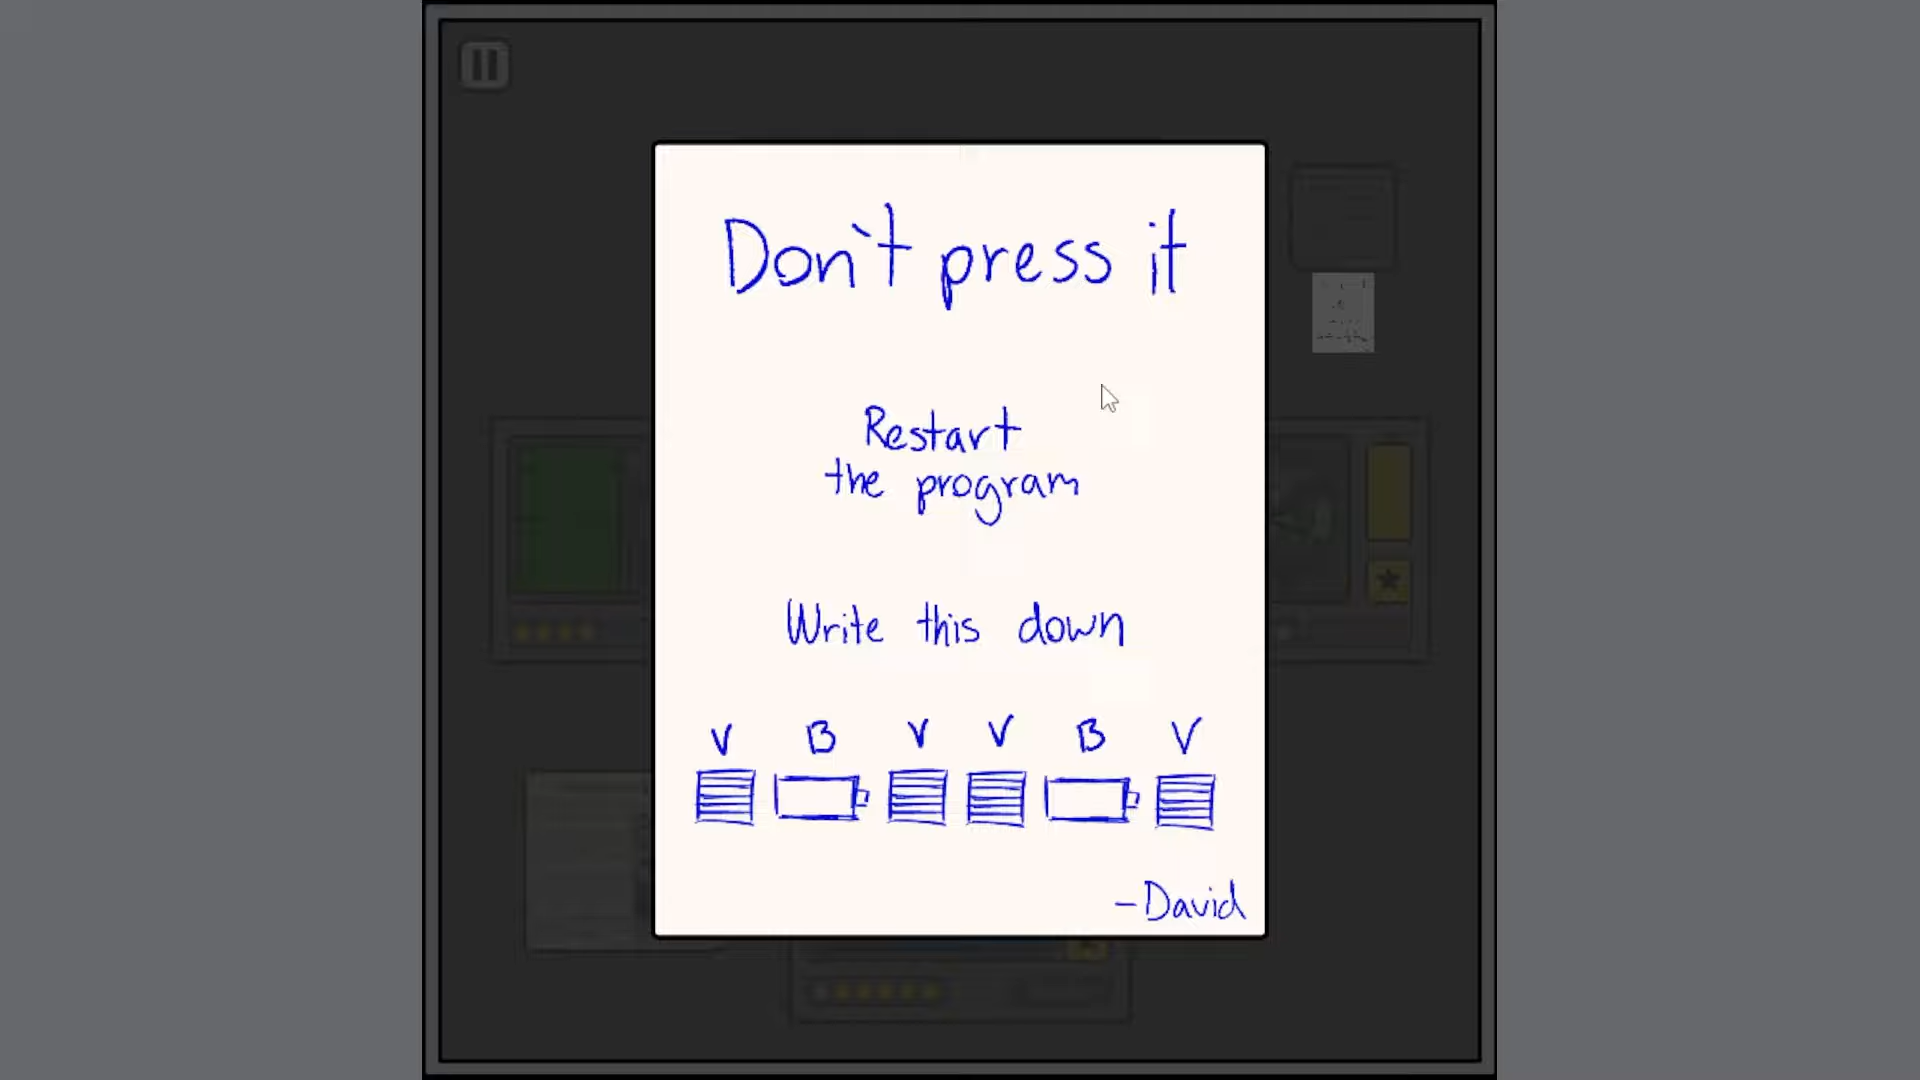 Don't press it
Restart
the program
Write this down
V B V V B V
-David